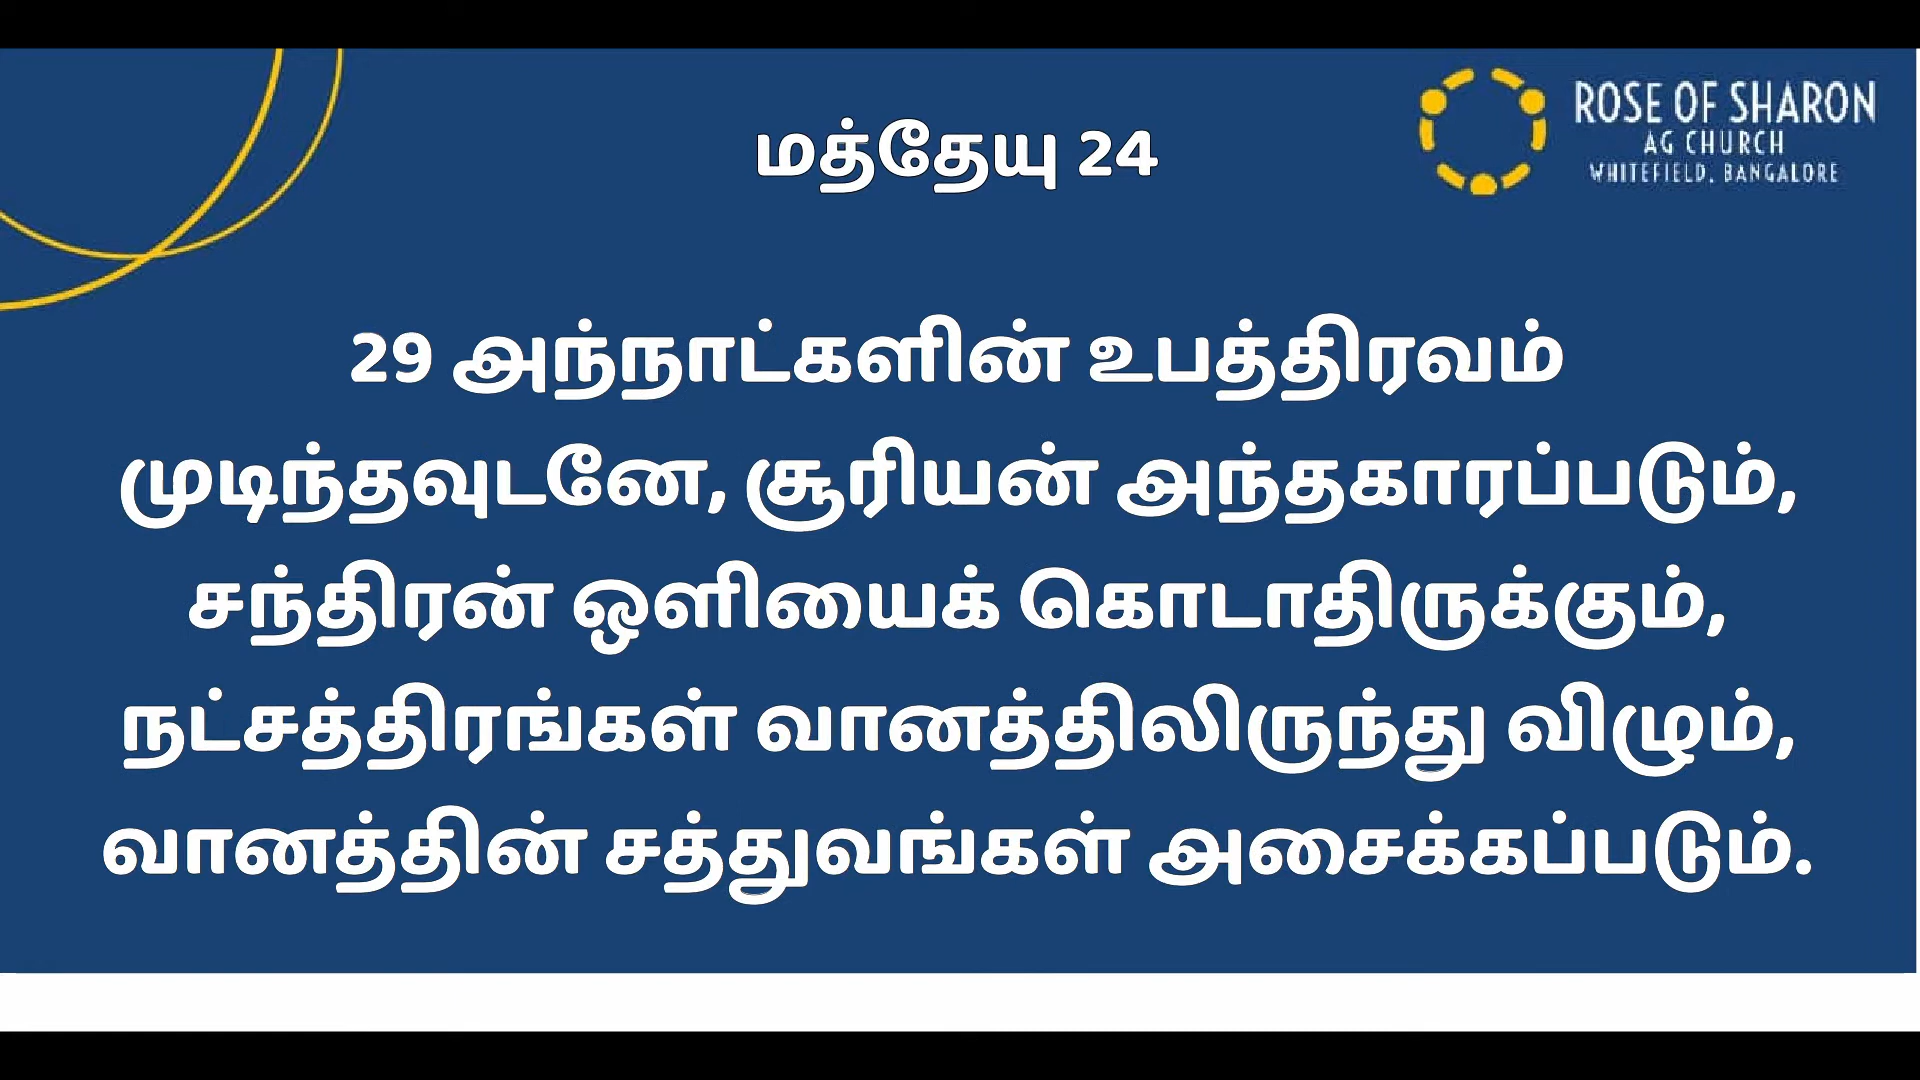 ROSE OF SHARON
AG CHURCH
WHITEFIELD, BANGALORE
மத்தேயு 24
29 அந்நாட்களின் உபத்திரவம்
முடிந்தவுடனே, சூரியன் அந்தகாரப்படும்,
சந்திரன் ஒளியைக் கொடாதிருக்கும்,
நட்சத்திரங்கள் வானத்திலிருந்து விழும்,
வானத்தின் சத்துவங்கள் அசைக்கப்படும்.